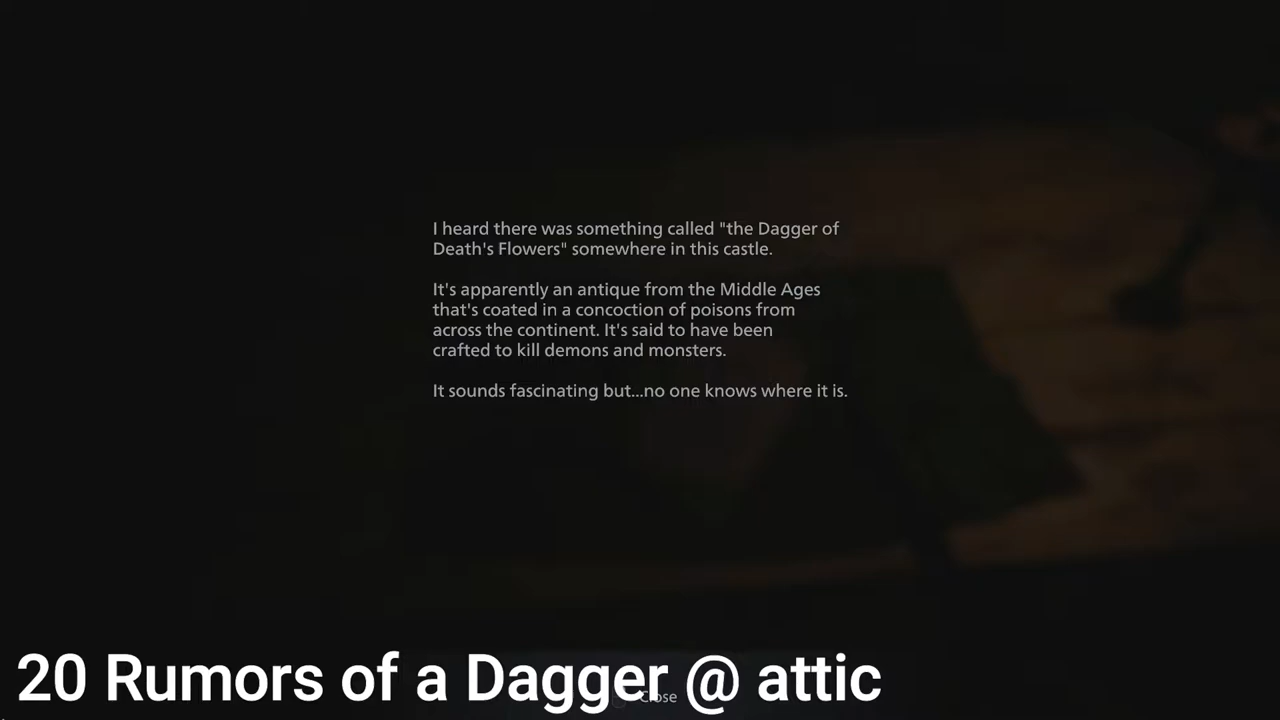 I heard there was something called "the Dagger of
Death's Flowers" somewhere in this castle.
It's apparently an antique from the Middle Ages
that's coated in a concoction of poisons from
across the continent. It's said to have been
crafted to kill demons and monsters.
It sounds fascinating but...no one knows where it is.
20 Rumors of a Dagger @ attic
Close